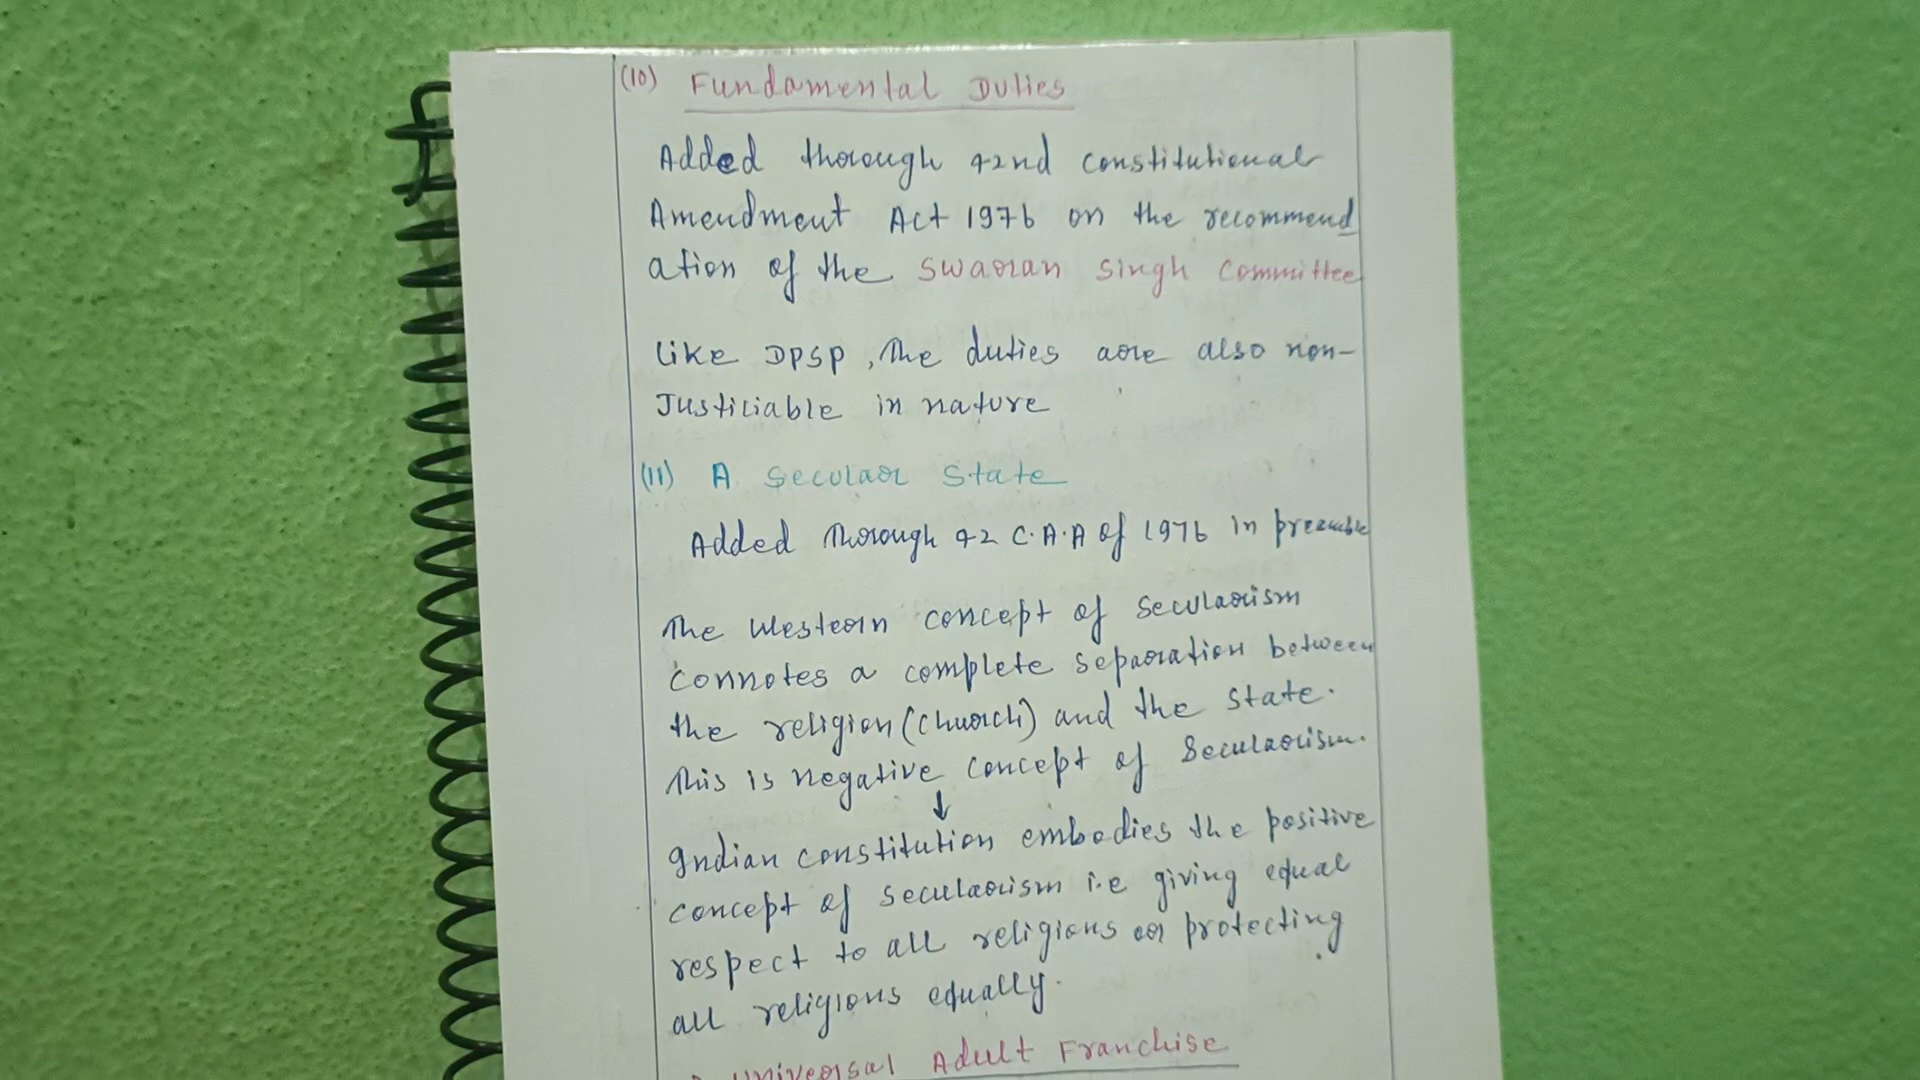 (10) Fundamental Duties
Added through 42nd constitutional
Amendment Act 1976 on the recommend
ation of the Swaran Singh Committee
Like DPSP, The duties are also non-
Justiciable in nature
(11) A Secular State
Added Through 42 C.A.A of 1976 in preamble
The Western concept of Secularism
connotes a complete separation between
the religion (church) and the State.
This is negative concept of Secularism.
↓
Indian constitution embodies the positive
concept of secularism i.e giving equal
respect to all religions or protecting
all religions equally.
Universal Adult Franchise